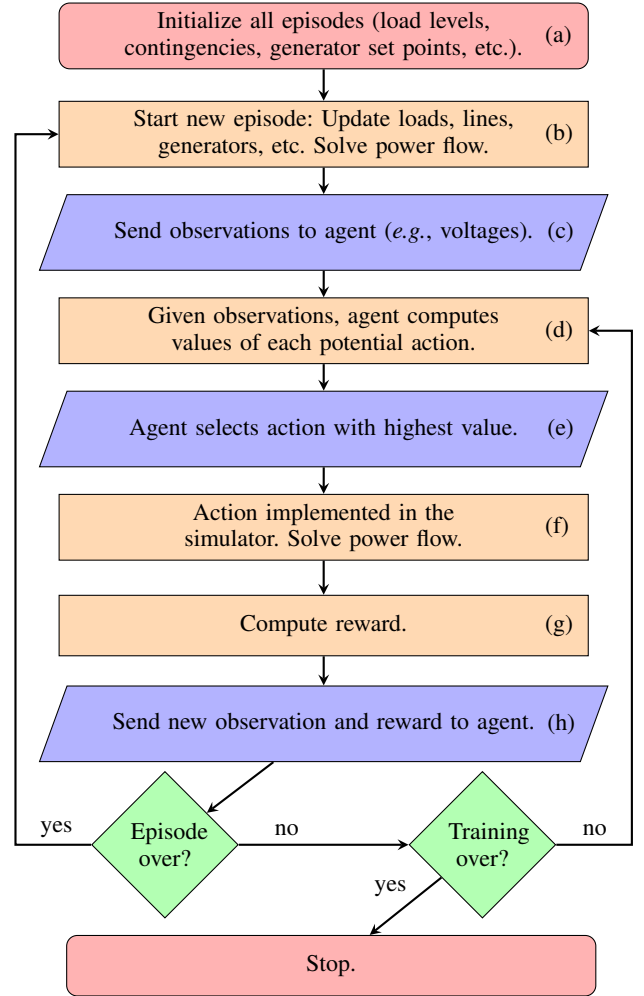 Initialize all episodes (load levels,
contingencies, generator set points, etc.).
(a)
Start new episode: Update loads, lines,
generators, etc. Solve power flow.
(b)
Send observations to agent (e.g., voltages). (c)
Given observations, agent computes
values of each potential action.
(d)
Agent selects action with highest value. (e)
Action implemented in the
simulator. Solve power flow.
(f)
Compute reward. (g)
Send new observation and reward to agent. (h)
yes
Episode
over?
no
Training
over?
no
yes
Stop.